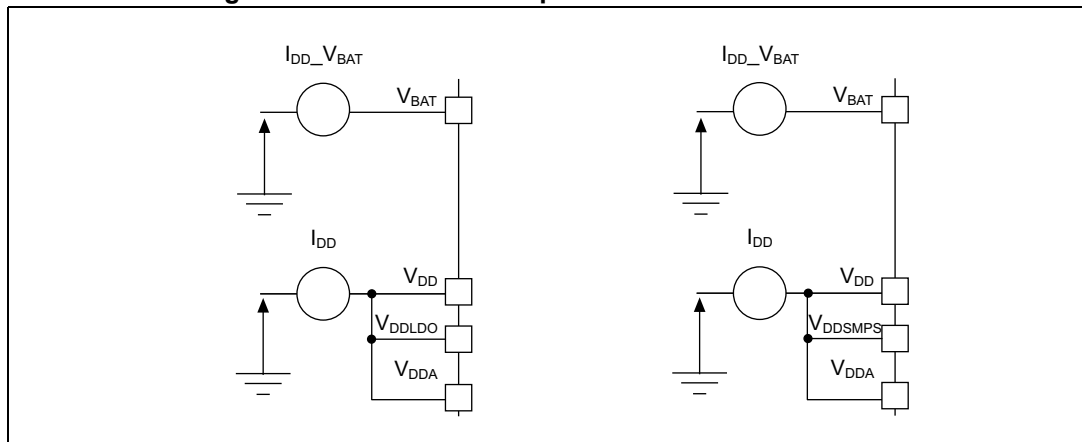 I_DD_V_BAT
V_BAT
I_DD
V_DD
V_DDLDO
V_DDA
I_DD_V_BAT
V_BAT
I_DD
V_DD
V_DDSMPS
V_DDA